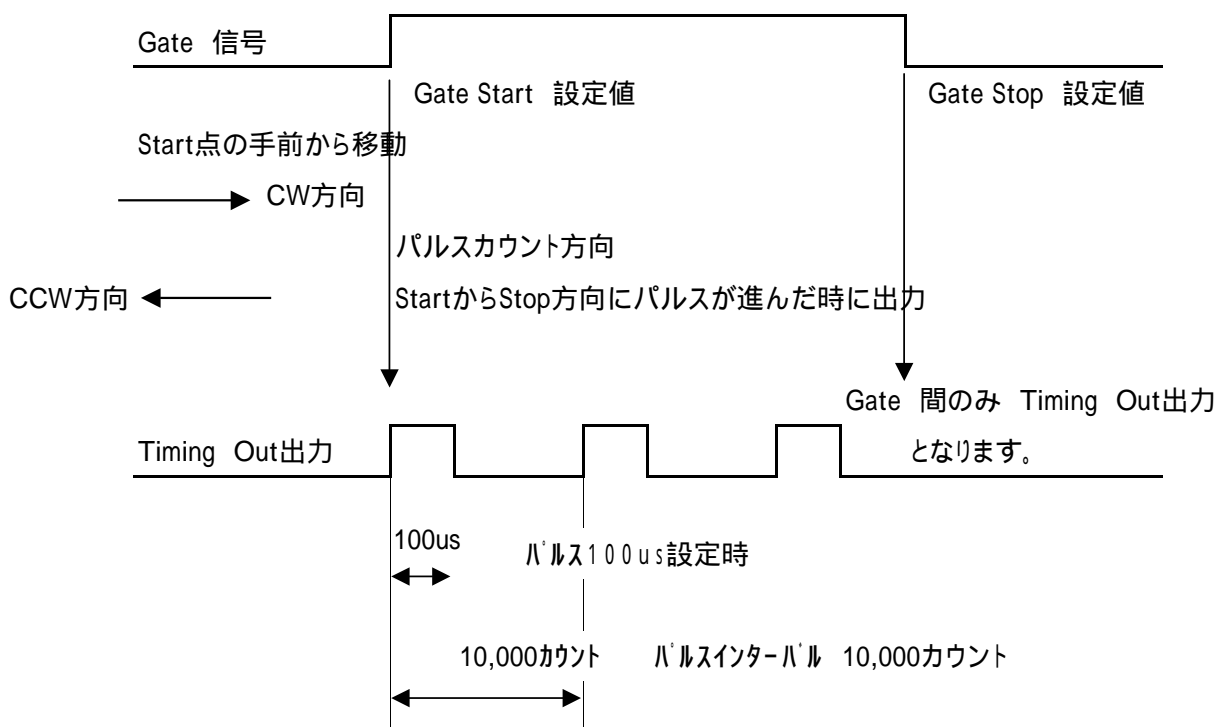 Gate 信号
Gate Start 設定値
Gate Stop 設定値
Start点の手前から移動
CW方向
パルスカウント方向
CCW方向
StartからStop方向にパルスが進んだ時に出力
Gate 間のみ Timing Out出力
となります。
Timing Out出力
100us
パルス100us設定時
10,000カウント パルスインターバル 10,000カウント